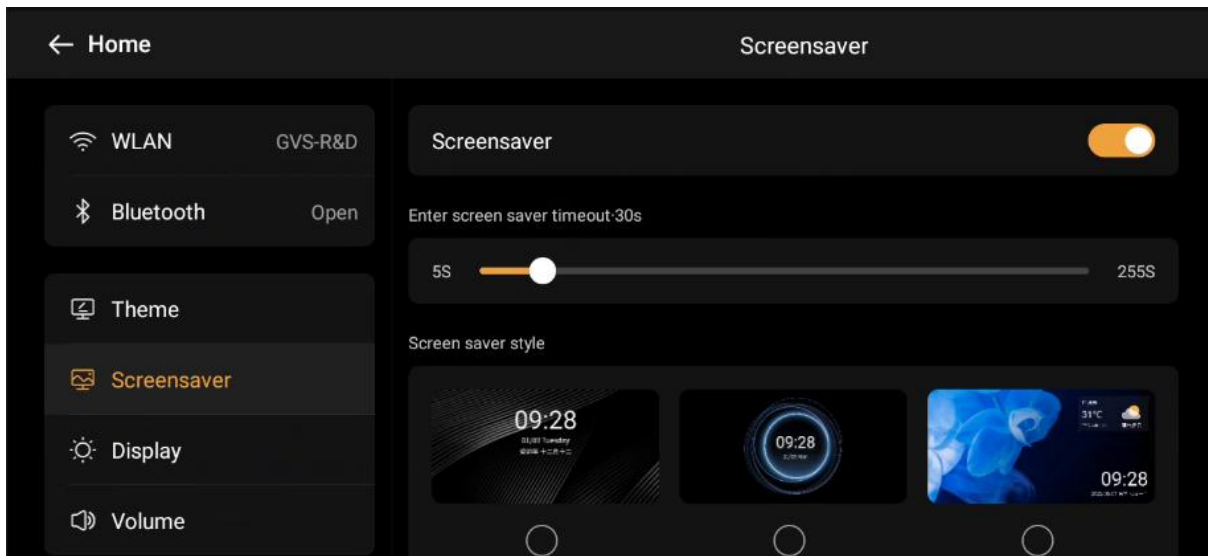 Home
Screensaver
WLAN GVS-R&D
Bluetooth Open
Theme
Screensaver
Display
Volume
Screensaver
Enter screen saver timeout·30s
5S 255S
Screen saver style
09:28
01/03 Tuesday
09:28
31°C
09:28